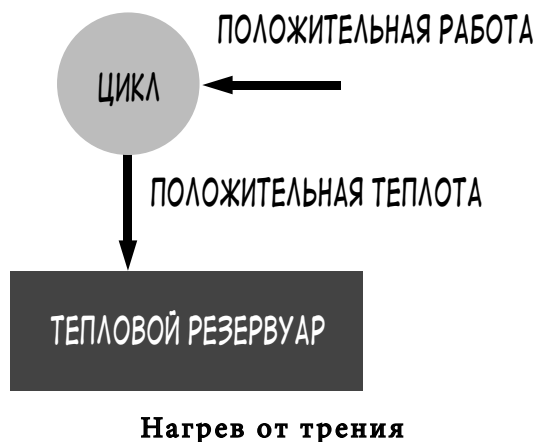 ПОЛОЖИТЕЛЬНАЯ РАБОТА
ЦИКЛ
ПОЛОЖИТЕЛЬНАЯ ТЕПЛОТА
ТЕПЛОВОЙ РЕЗЕРВУАР
Нагрев от трения